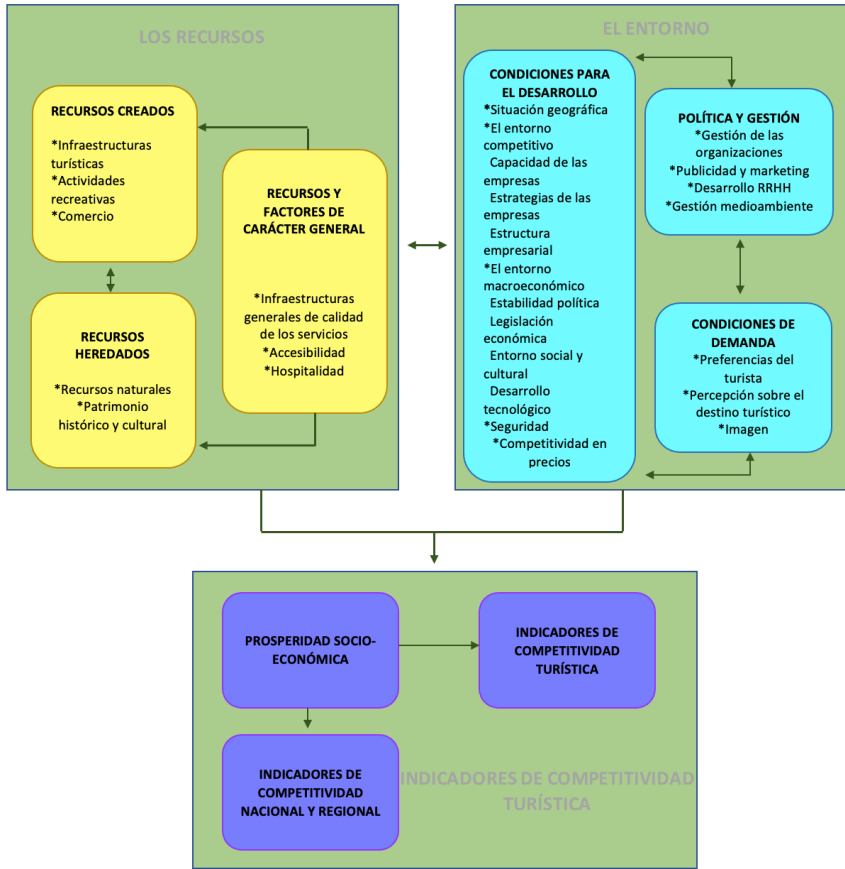 LOS RECURSOS
RECURSOS CREADOS
*Infraestructuras
turísticas
*Actividades
recreativas
*Comercio
RECURSOS Y
FACTORES DE
CARÁCTER GENERAL
*Infraestructuras
generales de calidad
de los servicios
*Accesibilidad
*Hospitalidad
RECURSOS
HEREDADOS
*Recursos naturales
*Patrimonio
histórico y cultural
EL ENTORNO
CONDICIONES PARA
EL DESARROLLO
*Situación geográfica
*El entorno
competitivo
Capacidad de las
empresas
Estrategias de las
empresas
Estructura
empresarial
*El entorno
macroeconómico
Estabilidad política
Legislación
económica
Entorno social y
cultural
Desarrollo
tecnológico
*Seguridad
*Competitividad en
precios
POLÍTICA Y GESTIÓN
*Gestión de las
organizaciones
*Publicidad y marketing
*Desarrollo RRHH
*Gestión medioambiente
CONDICIONES DE
DEMANDA
*Preferencias del
turista
*Percepción sobre el
destino turístico
*Imagen
PROSPERIDAD SOCIO-
ECONÓMICA
INDICADORES DE
COMPETITIVIDAD
TURÍSTICA
INDICADORES DE
COMPETITIVIDAD
NACIONAL Y REGIONAL
INDICADORES DE COMPETITIVIDAD
TURÍSTICA